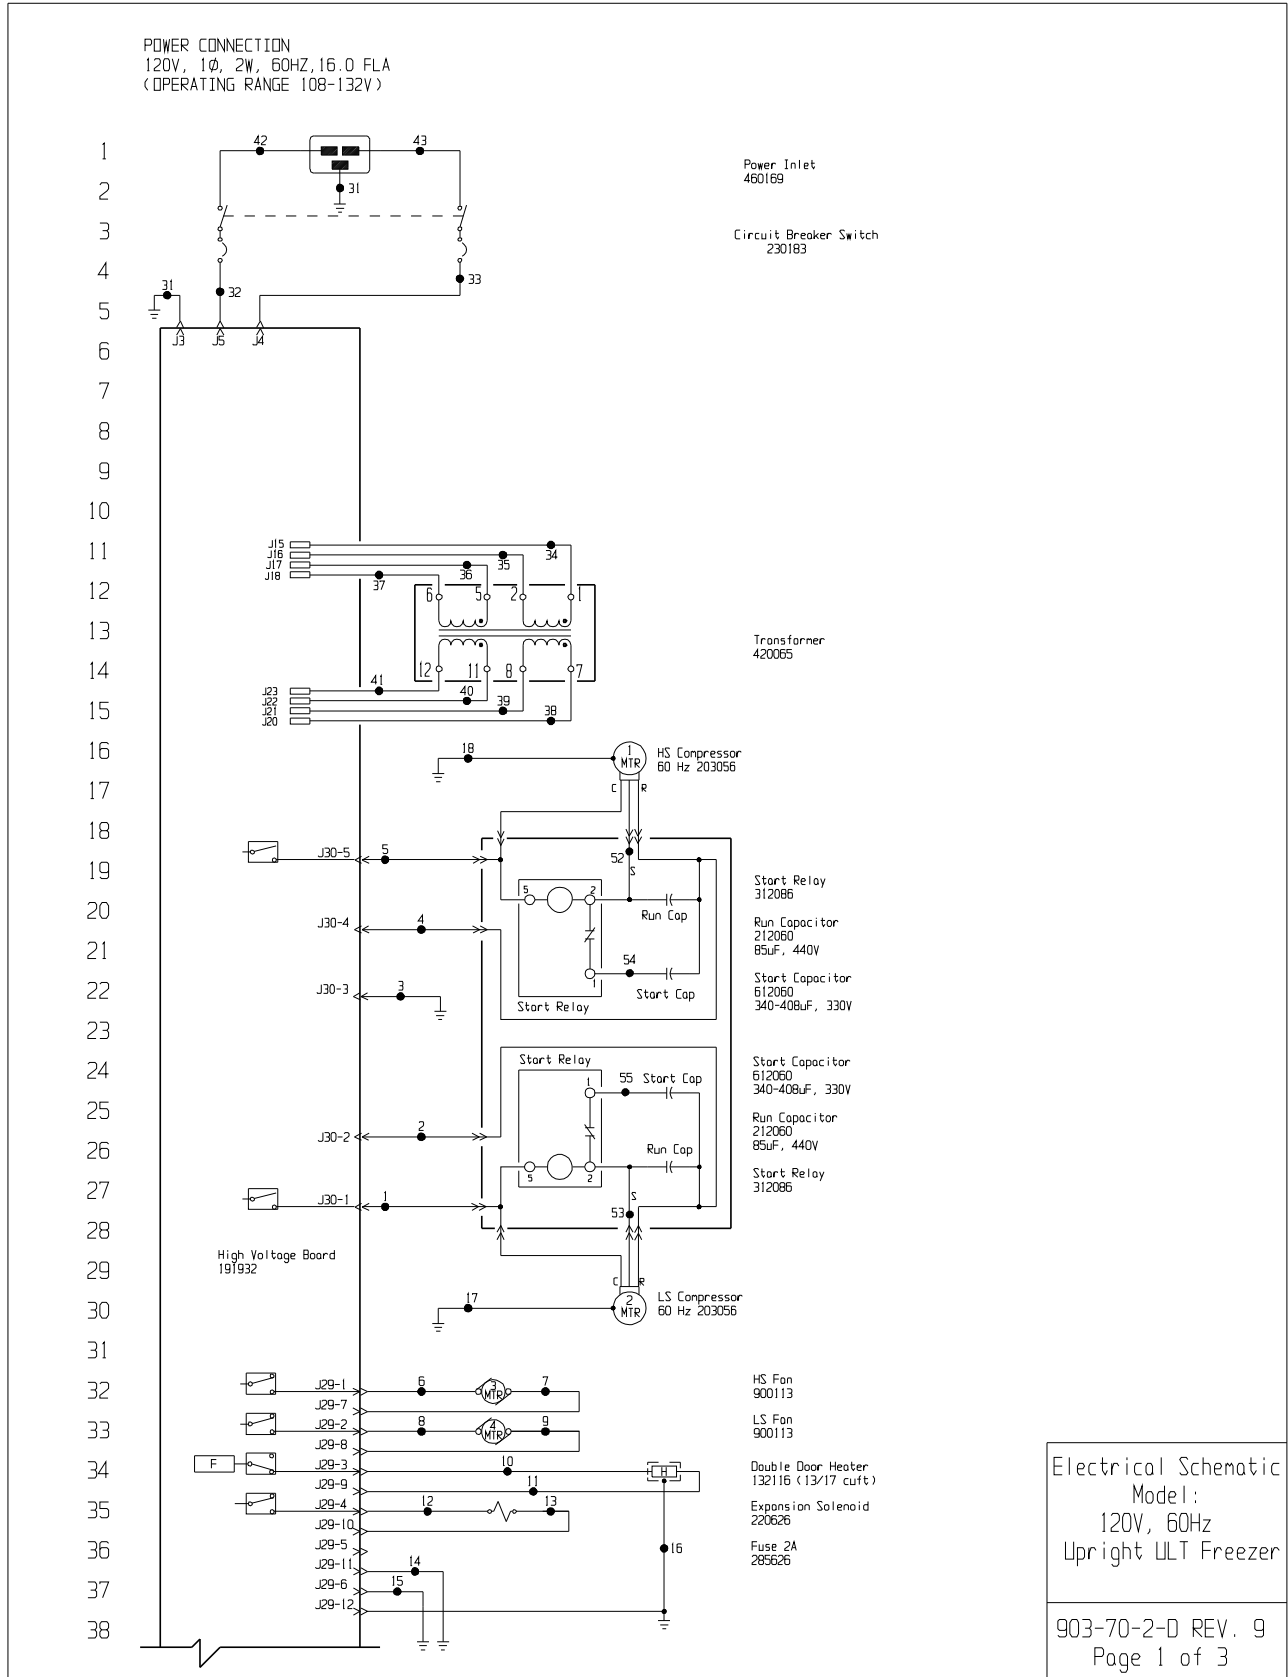 POWER CONNECTION
120V, 1Ø, 2W, 60HZ,16.0 FLA
(OPERATING RANGE 108-132V)
1
42
43
Power Inlet
460169
2
31
3
Circuit Breaker Switch
230183
4
33
31
32
5
J3
J5
J4
6
7
8
9
10
J15
34
11
J16
35
J17
36
J18
37
12
6
5
2
1
13
Transformer
420065
14
12
11
8
7
J23
41
J22
40
15
J21
39
J20
38
16
18
1
MTR
HS Compressor
60 Hz 203056
17
C
R
18
J30-5
5
52
19
S
Start Relay
312086
5
2
20
Run Cap
J30-4
4
Run Capacitor
212060
85uF, 440V
21
54
1
22
J30-3
3
Start Cap
Start Capacitor
612060
340-408uF, 330V
Start Relay
23
24
Start Relay
1
55
Start Cap
Start Capacitor
612060
340-408uF, 330V
25
J30-2
2
Run Capacitor
212060
85uF, 440V
26
Run Cap
5
2
Start Relay
312086
27
J30-1
1
S
53
28
High Voltage Board
191932
29
C
R
30
17
2
MTR
LS Compressor
60 Hz 203056
31
32
J29-1
6
3
MTR
7
HS Fan
900113
J29-7
33
J29-2
8
4
MTR
9
LS Fan
900113
J29-8
34
F
J29-3
10
H
Double Door Heater
132116 (13/17 cuft)
J29-9
11
35
J29-4
12
13
Expansion Solenoid
220626
J29-10
36
J29-5
16
Fuse 2A
285626
J29-11
14
37
J29-6
15
J29-12
38
Electrical Schematic
Model:
120V, 60Hz
Upright ULT Freezer
903-70-2-D REV. 9
Page 1 of 3